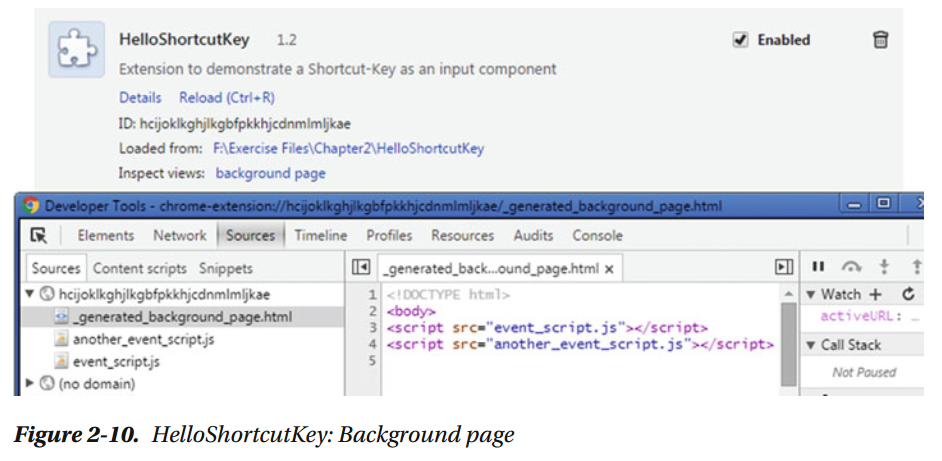 HelloShortcutKey 1.2 Enabled
Extension to demonstrate a Shortcut-Key as an input component
Details Reload (Ctrl+R)
ID: hcijoklkghjlkgbfpkkhjcdnmlmljkae
Loaded from: F:\Exercise Files\Chapter2\HelloShortcutKey
Inspect views: background page
Developer Tools - chrome-extension://hcijoklkghjlkgbfpkkhjcdnmlmljkae/_generated_background_page.html
Elements Network Sources Timeline Profiles Resources Audits Console
Sources Content scripts Snippets
hcijoklkghjlkgbfpkkhjcdnmlmljkae
_generated_background_page.html
another_event_script.js
event_script.js
(no domain)
_generated_back...ound_page.html ×
1 <!DOCTYPE html>
2 <body>
3 <script src="event_script.js"></script>
4 <script src="another_event_script.js"></script>
5
Watch
activeURL: ...
Call Stack
Not Paused
Figure 2-10. HelloShortcutKey: Background page